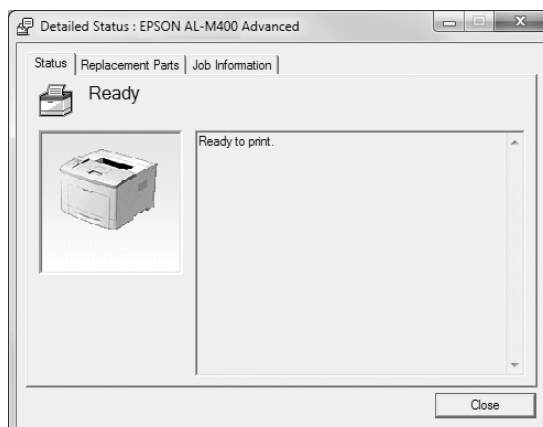 Detailed Status : EPSON AL-M400 Advanced
Status Replacement Parts Job Information
Ready
Ready to print.
Close